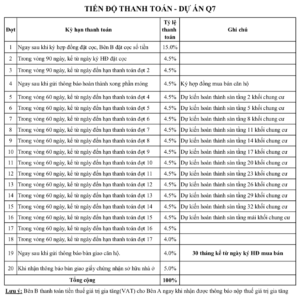 TIẾN ĐỘ THANH TOÁN - DỰ ÁN Q7
Đợt Kỳ hạn thanh toán Tỷ lệ thanh toán Ghi chú
1 Ngay sau khi ký hợp đồng đặt cọc, Bên B đặt cọc số tiền 15.0%
2 Trong vòng 90 ngày, kể từ ngày ký HĐ đặt cọc 4.5%
3 Trong vòng 90 ngày, kể từ ngày đến hạn thanh toán đợt 2 4.5%
4 Ngay sau khi gửi thông báo hoàn thành xong phần móng 4.5% Ký hợp đồng mua bán căn hộ
5 Trong vòng 60 ngày, kể từ ngày đến hạn thanh toán đợt 4 4.5% Dự kiến hoàn thành sàn tầng 2 khối chung cư
6 Trong vòng 60 ngày, kể từ ngày đến hạn thanh toán đợt 5 4.5% Dự kiến hoàn thành sàn tầng 5 khối chung cư
7 Trong vòng 60 ngày, kể từ ngày đến hạn thanh toán đợt 6 4.5% Dự kiến hoàn thành sàn tầng 8 khối chung cư
8 Trong vòng 60 ngày, kể từ ngày đến hạn thanh toán đợt 7 4.5% Dự kiến hoàn thành sàn tầng 11 khối chung cư
9 Trong vòng 60 ngày, kể từ ngày đến hạn thanh toán đợt 8 4.5% Dự kiến hoàn thành sàn tầng 14 khối chung cư
10 Trong vòng 60 ngày, kể từ ngày đến hạn thanh toán đợt 9 4.5% Dự kiến hoàn thành sàn tầng 17 khối chung cư
11 Trong vòng 60 ngày, kể từ ngày đến hạn thanh toán đợt 10 4.5% Dự kiến hoàn thành sàn tầng 20 khối chung cư
12 Trong vòng 60 ngày, kể từ ngày đến hạn thanh toán đợt 11 4.5% Dự kiến hoàn thành sàn tầng 23 khối chung cư
13 Trong vòng 60 ngày, kể từ ngày đến hạn thanh toán đợt 12 4.5% Dự kiến hoàn thành sàn tầng 26 khối chung cư
14 Trong vòng 60 ngày, kể từ ngày đến hạn thanh toán đợt 13 4.5% Dự kiến hoàn thành sàn tầng 29 khối chung cư
15 Trong vòng 60 ngày, kể từ ngày đến hạn thanh toán đợt 14 4.5% Dự kiến hoàn thành sàn tầng 32 khối chung cư
16 Trong vòng 60 ngày, kể từ ngày đến hạn thanh toán đợt 15 4.5% Dự kiến hoàn thành sàn tầng mái khối chung cư
17 Trong vòng 60 ngày, kể từ ngày đến hạn thanh toán đợt 16 4.5%
18 Trong vòng 60 ngày, kể từ ngày đến hạn thanh toán đợt 17 4.0%
19 Ngay sau khi gửi thông báo bàn giao căn hộ. 4.0% 30 tháng kể từ ngày ký HĐ mua bán
20 Khi nhận thông báo bàn giao giấy chứng nhận sở hữu nhà ở 5.0%
Tổng cộng 100%
Lưu ý: Bên B thanh toán tiền thuế giá trị gia tăng(VAT) cho Bên A ngay khi nhận được thông báo nộp thuế giá trị gia tăng